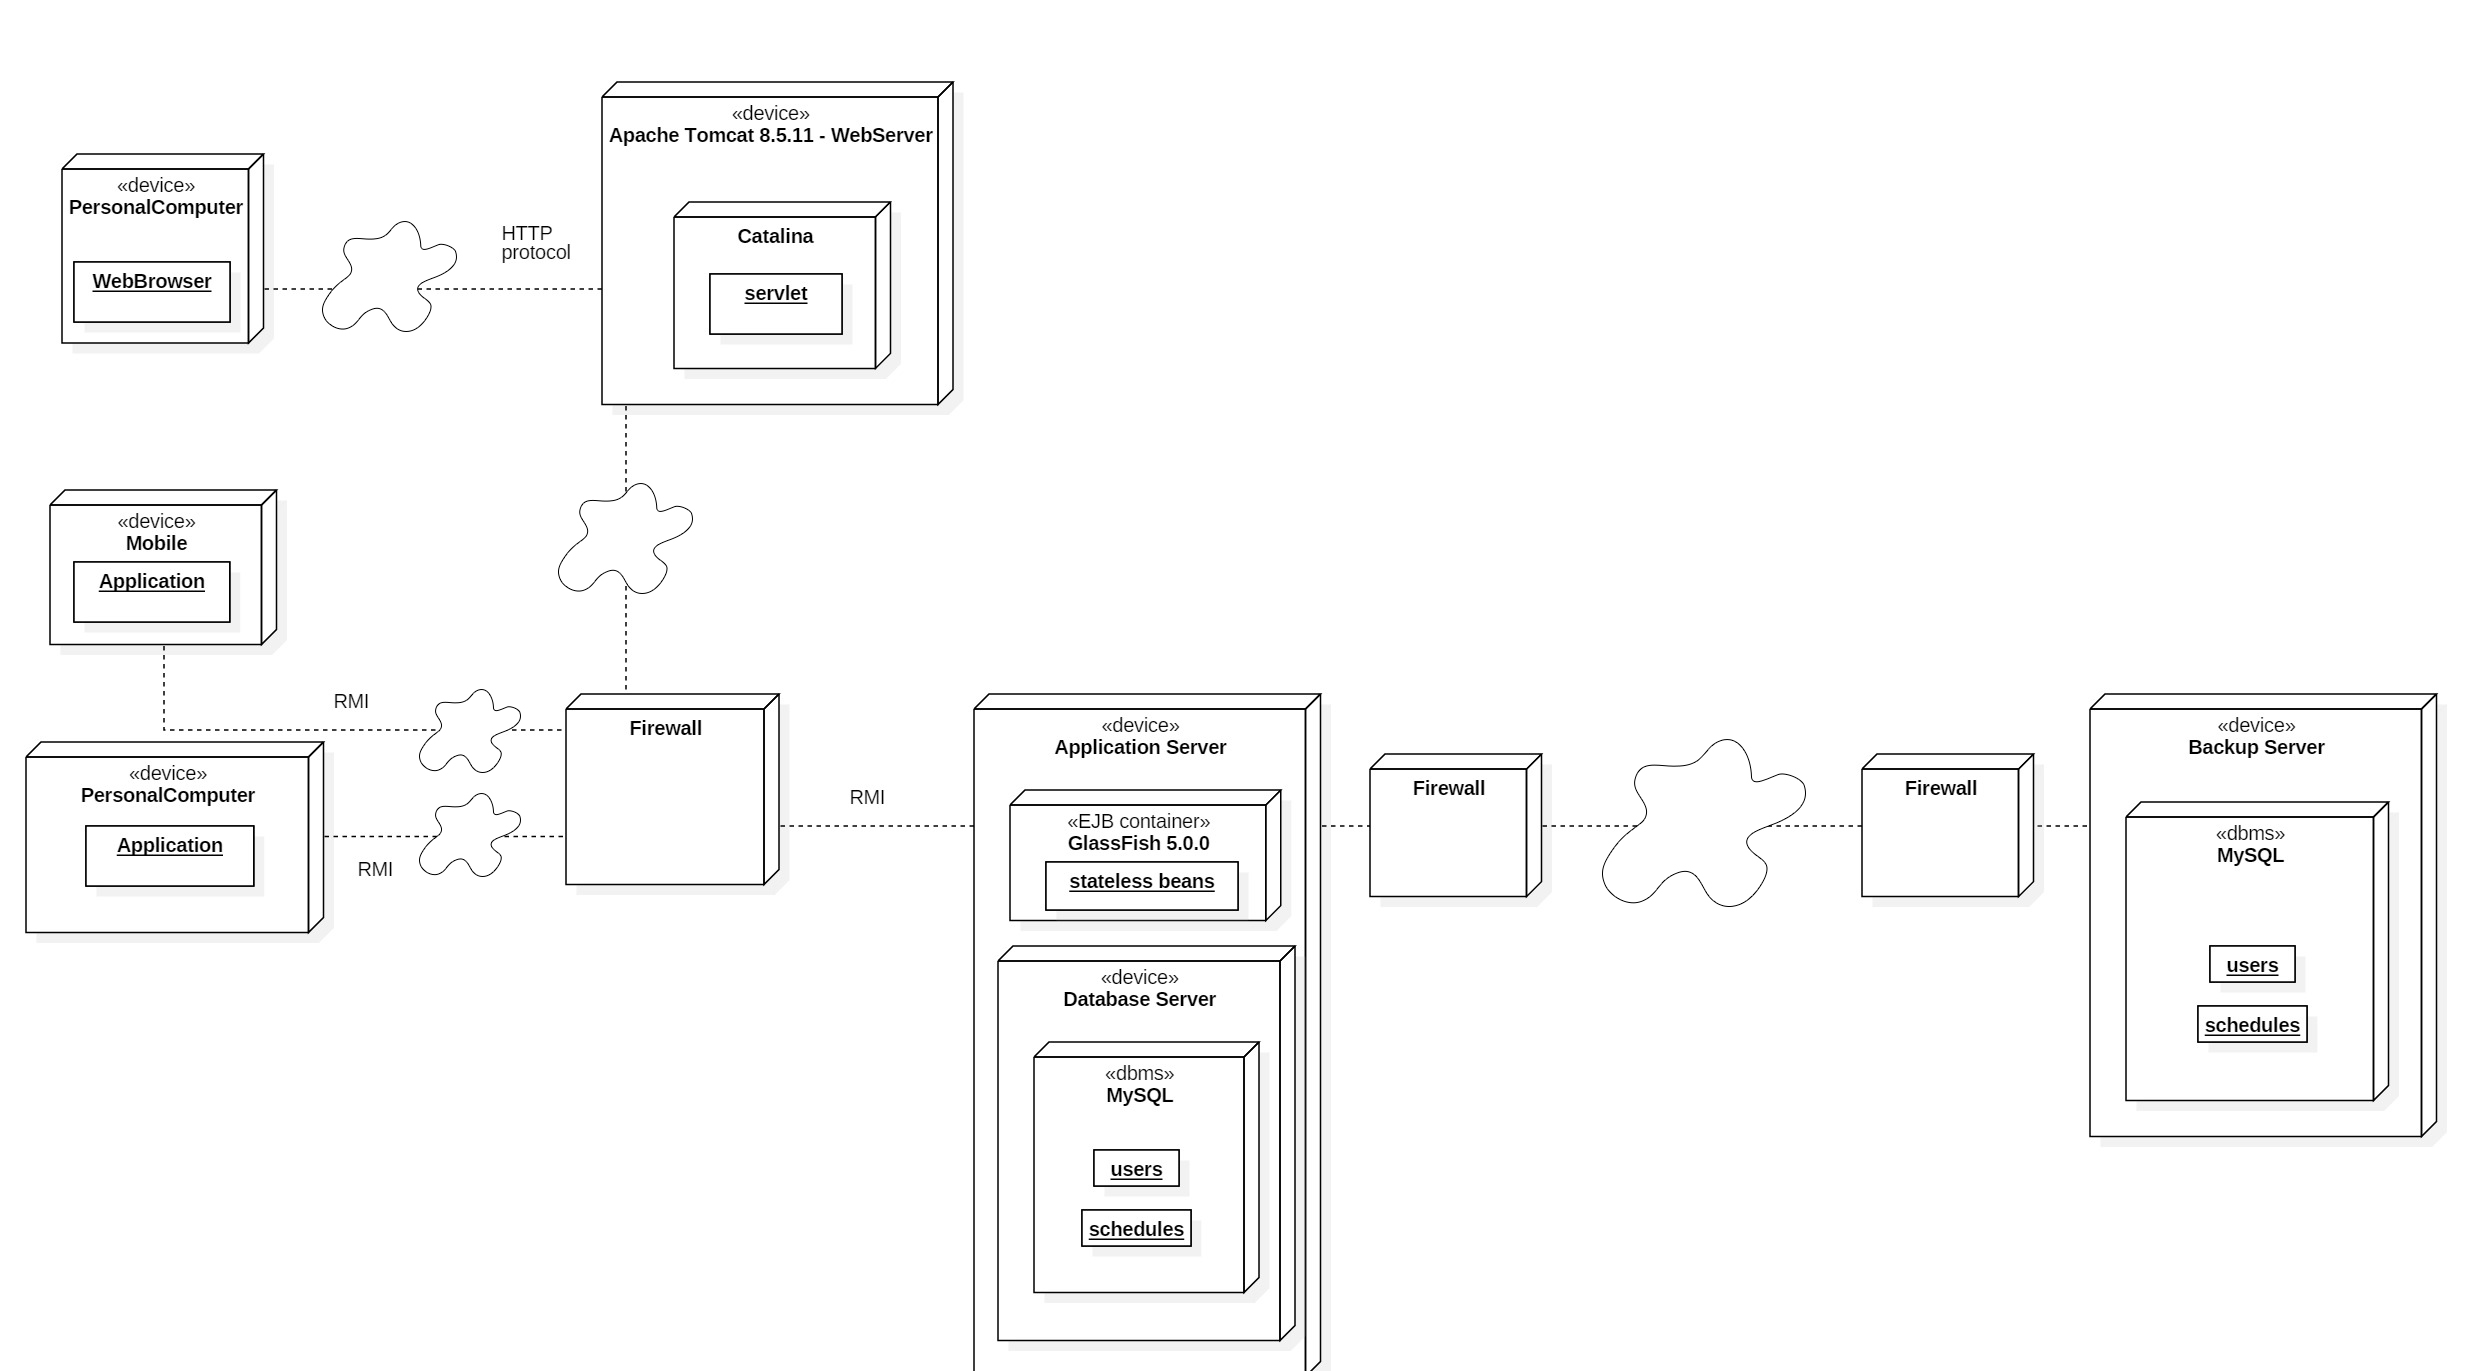 «device»
Apache Tomcat 8.5.11 - WebServer
Catalina
servlet
«device»
PersonalComputer
WebBrowser
HTTP
protocol
«device»
Mobile
Application
RMI
«device»
PersonalComputer
Application
RMI
Firewall
RMI
«device»
Application Server
«EJB container»
GlassFish 5.0.0
stateless beans
«device»
Database Server
«dbms»
MySQL
users
schedules
Firewall
Firewall
«device»
Backup Server
«dbms»
MySQL
users
schedules